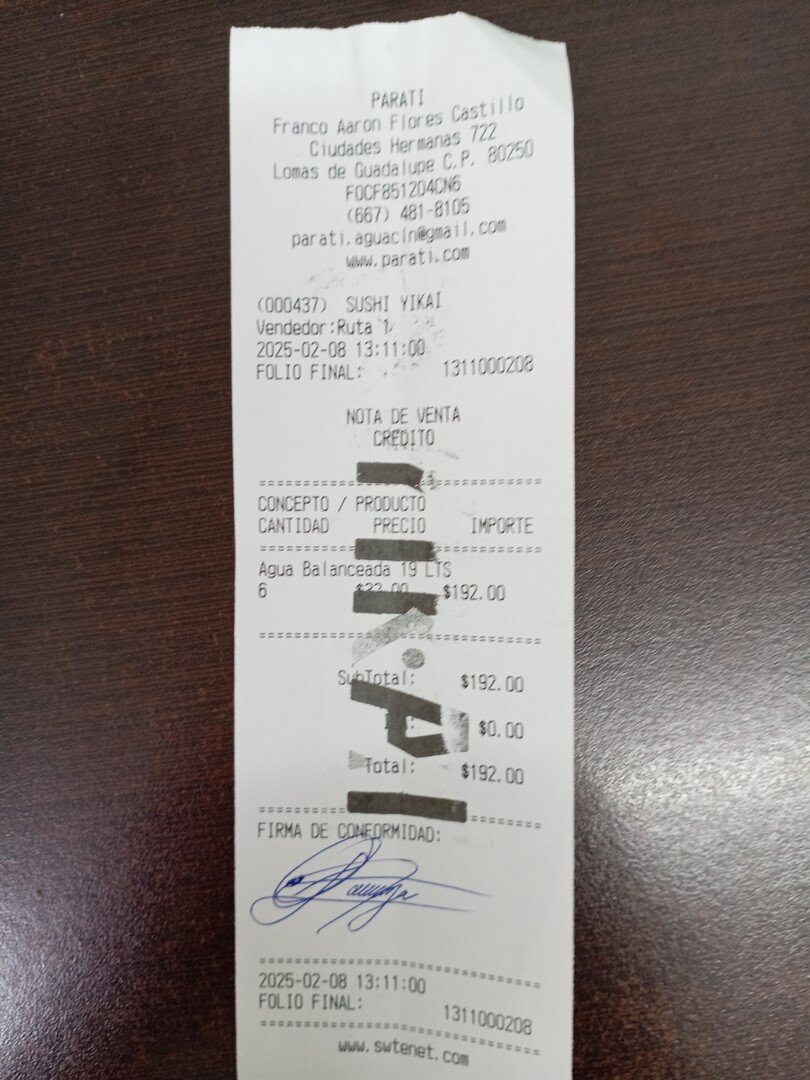 PARATI
Franco Aaron Flores Castillo
Ciudades Hermanas 722
Lomas de Guadalupe C.P. 80250
FOCF851204CN6
(667) 481-8105
parati.aguacln@gmail.com
www.parati.com
(000437) SUSHI YIKAI
Vendedor:Ruta 1
2025-02-08 13:11:00
FOLIO FINAL: 1311000208
NOTA DE VENTA
CREDITO
CONCEPTO / PRODUCTO
CANTIDAD PRECIO IMPORTE
Agua Balanceada 19 LTS
6 $32.00 $192.00
SubTotal: $192.00
$0.00
Total: $192.00
FIRMA DE CONFORMIDAD:
2025-02-08 13:11:00
FOLIO FINAL: 1311000208
www.swtenet.com